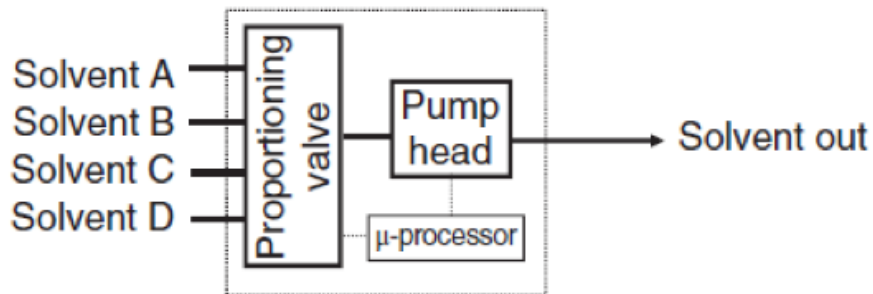 Solvent A
Solvent B
Solvent C
Solvent D
Proportioning
valve
Pump
head
μ-processor
Solvent out